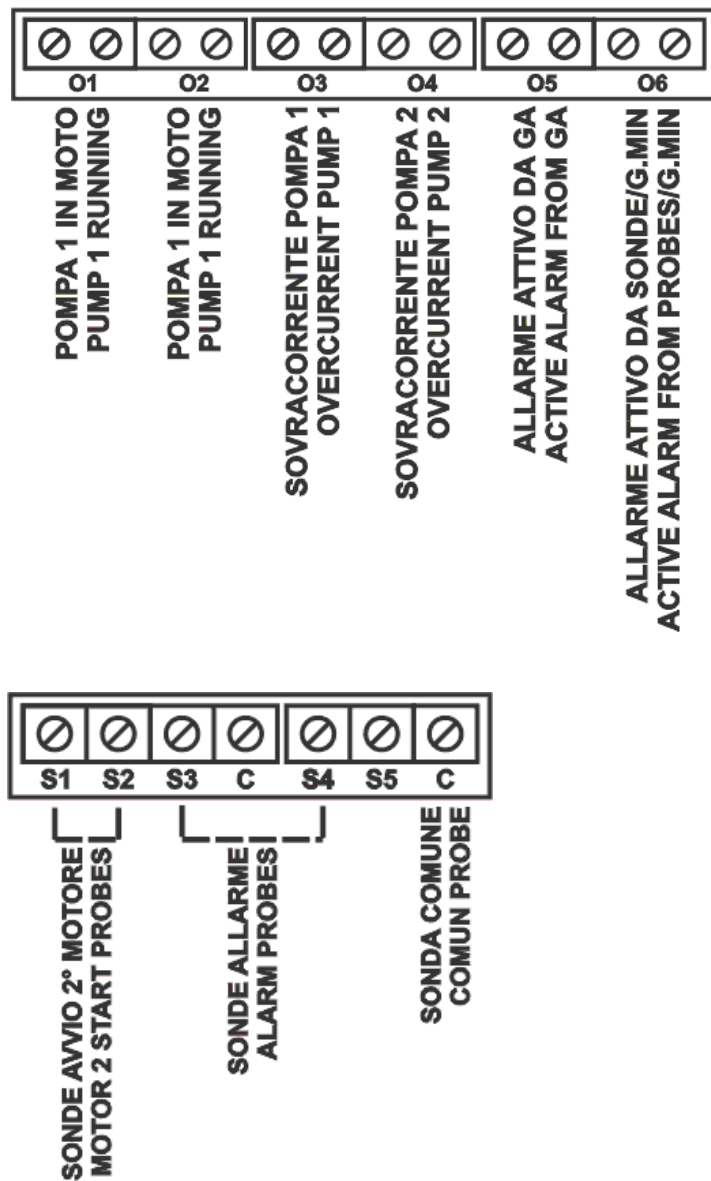 O1 O2 O3 O4 O5 O6
POMPA 1 IN MOTO
PUMP 1 RUNNING
POMPA 1 IN MOTO
PUMP 1 RUNNING
SOVRACORRENTE POMPA 1
OVERCURRENT PUMP 1
SOVRACORRENTE POMPA 2
OVERCURRENT PUMP 2
ALLARME ATTIVO DA GA
ACTIVE ALARM FROM GA
ALLARME ATTIVO DA SONDE/G.MIN
ACTIVE ALARM FROM PROBES/G.MIN
S1 S2 S3 C S4 S5 C
SONDE AVVIO 2° MOTORE
MOTOR 2 START PROBES
SONDE ALLARME
ALARM PROBES
SONDA COMUNE
COMUN PROBE